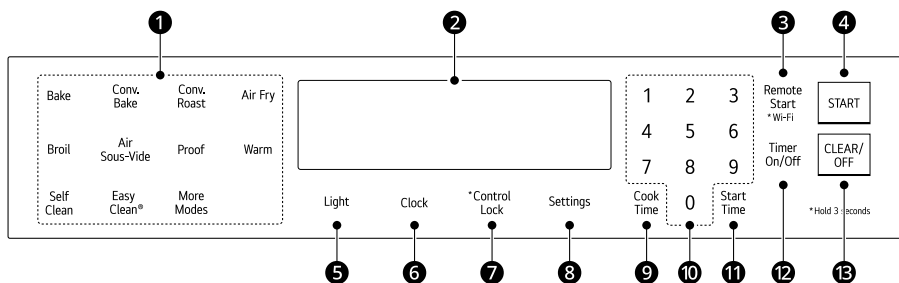 1
2
3
4
Bake
Conv.
Bake
Conv.
Roast
Air Fry
Broil
Air
Sous-Vide
Proof
Warm
Self
Clean
Easy
Clean®
More
Modes
1 2 3
4 5 6
7 8 9
0
Remote
Start
*Wi-Fi
START
Timer
On/Off
CLEAR/
OFF
Light
Clock
*Control
Lock
Settings
Cook
Time
Start
Time
*Hold 3 seconds
5
6
7
8
9
10
11
12
13